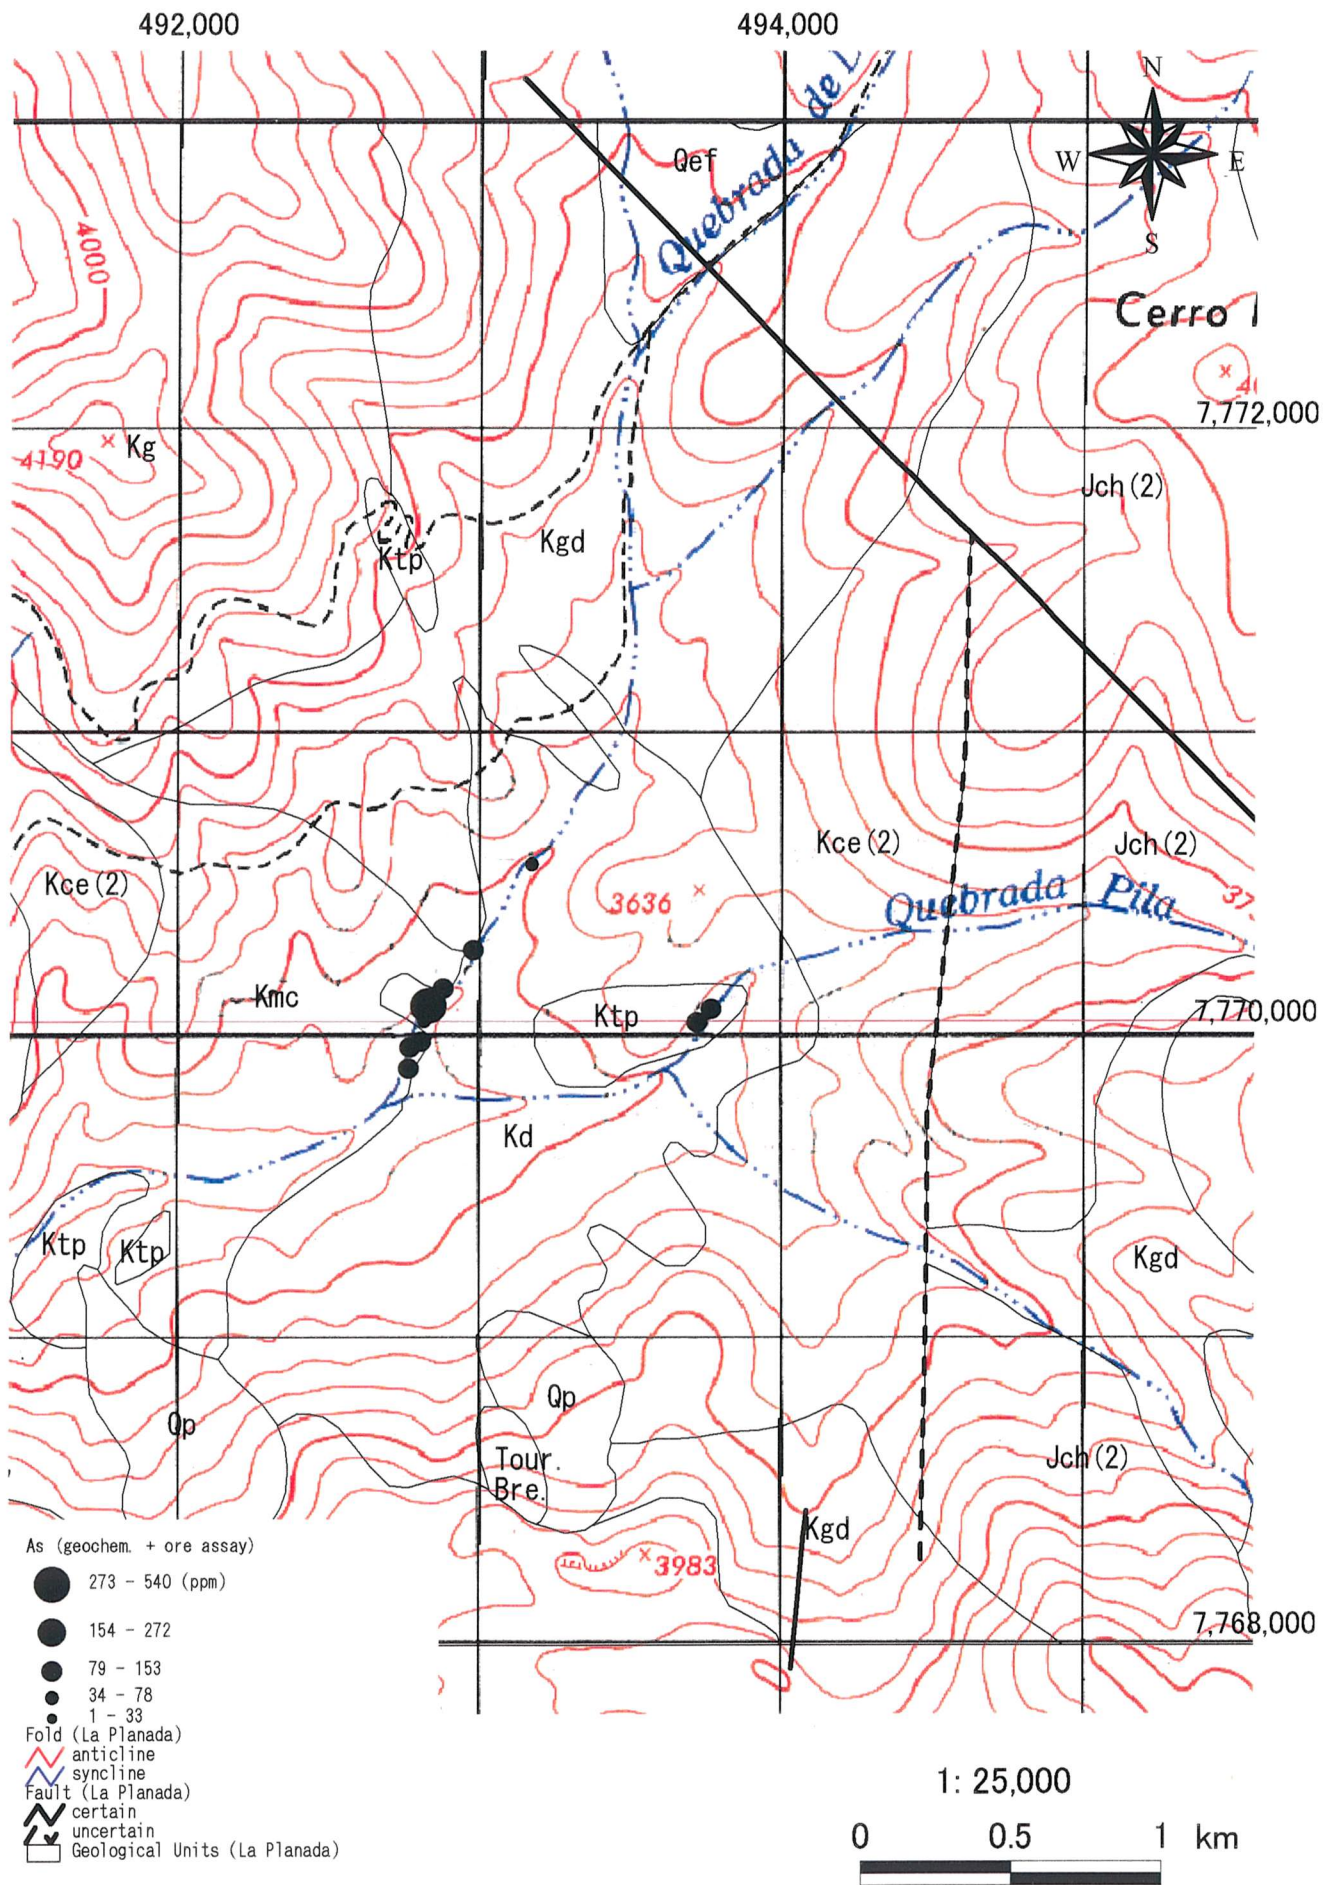 492,000
494,000
N
W
E
S
Qef
Quebrada de
4000
Cerro
7,772,000
4190
Kg
Jch(2)
Ktp
Kgd
Kce(2)
Jch(2)
Kce(2)
3636
Quebrada Pila
37
Kmc
Ktp
7,770,000
Kd
Ktp
Ktp
Kgd
Qp
Qp
Tour.
Bre.
Jch(2)
Kgd
3983
7,768,000
As (geochem. + ore assay)
273 - 540 (ppm)
154 - 272
79 - 153
34 - 78
1 - 33
Fold (La Planada)
anticline
syncline
Fault (La Planada)
certain
uncertain
Geological Units (La Planada)
1: 25,000
0 0.5 1 km